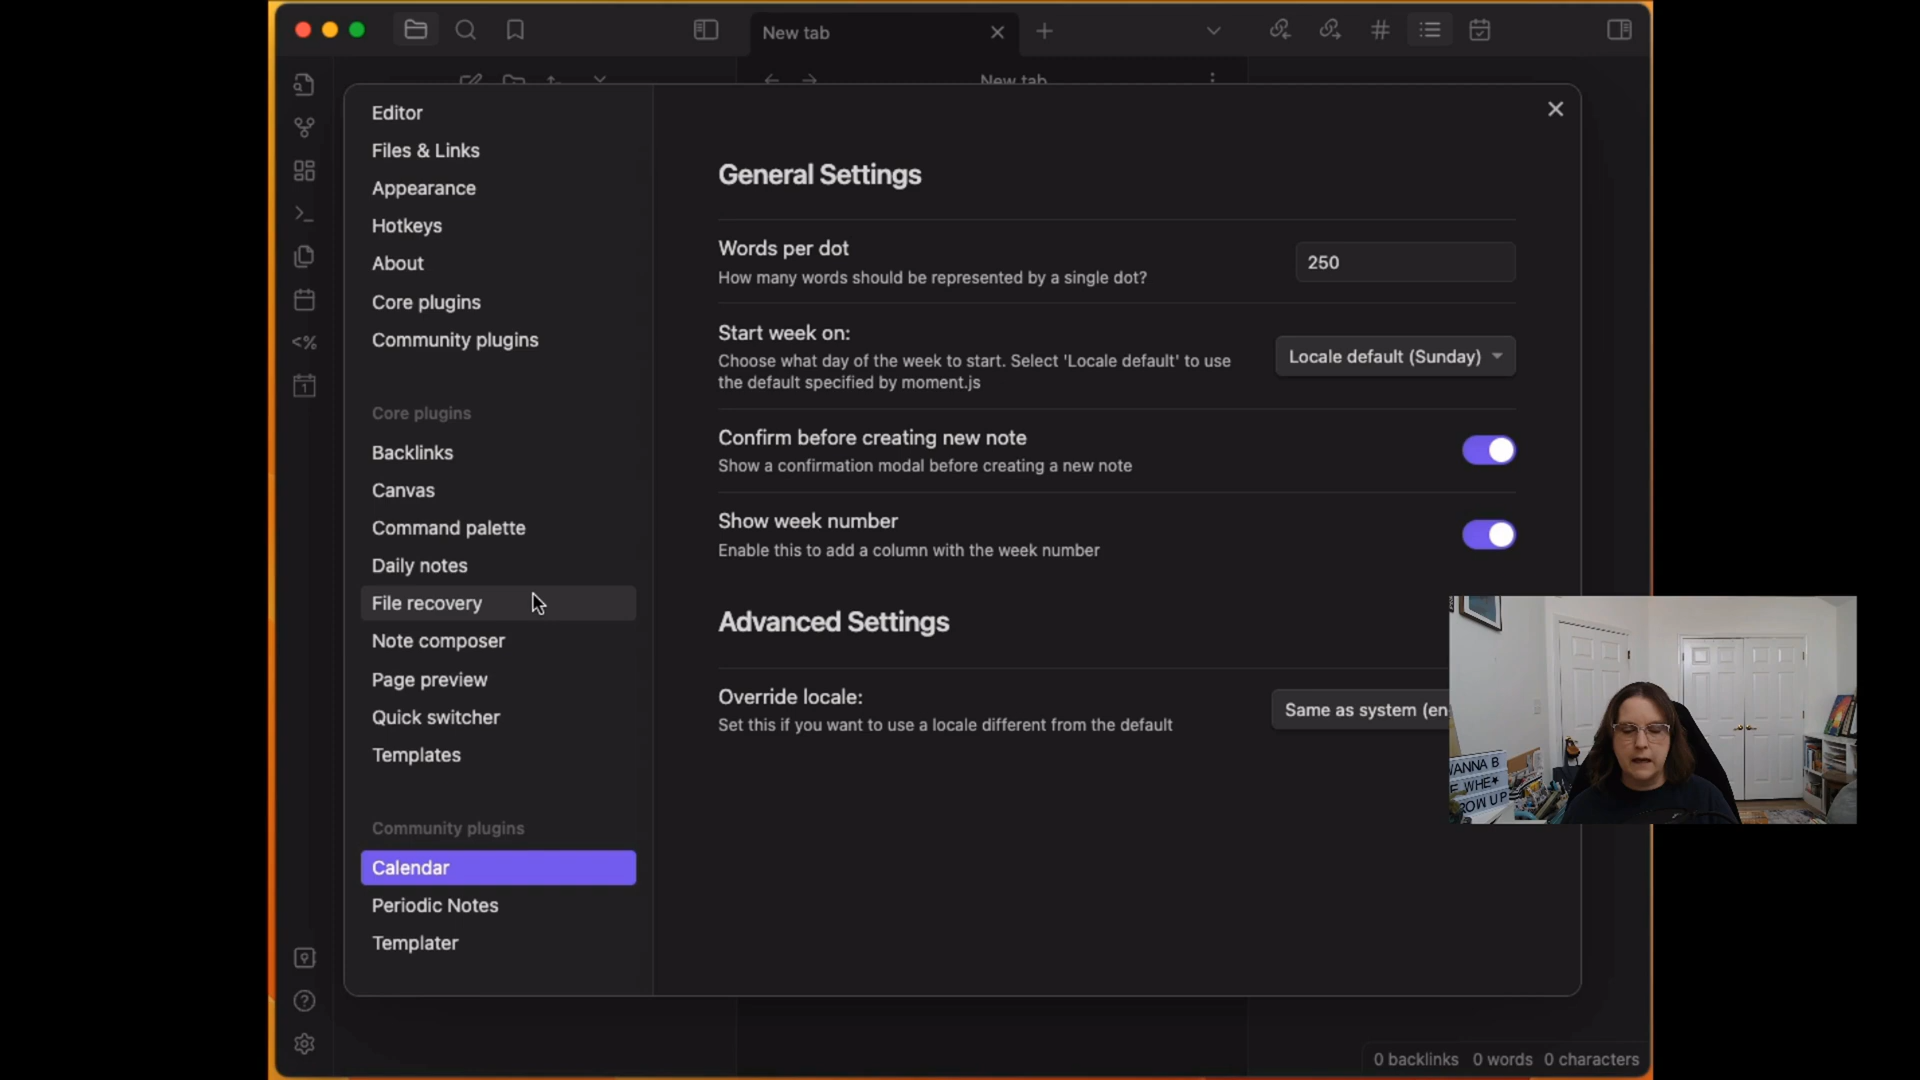 New tab
New tab
Editor
Files & Links
Appearance
Hotkeys
About
Core plugins
Community plugins
Core plugins
Backlinks
Canvas
Command palette
Daily notes
File recovery
Note composer
Page preview
Quick switcher
Templates
Community plugins
Calendar
Periodic Notes
Templater
General Settings
Words per dot
How many words should be represented by a single dot?
250
Start week on:
Choose what day of the week to start. Select 'Locale default' to use
the default specified by moment.js
Locale default (Sunday)
Confirm before creating new note
Show a confirmation modal before creating a new note
Show week number
Enable this to add a column with the week number
Advanced Settings
Override locale:
Set this if you want to use a locale different from the default
Same as system (en
WANNA B
E WHE
ROW UP
0 backlinks 0 words 0 characters